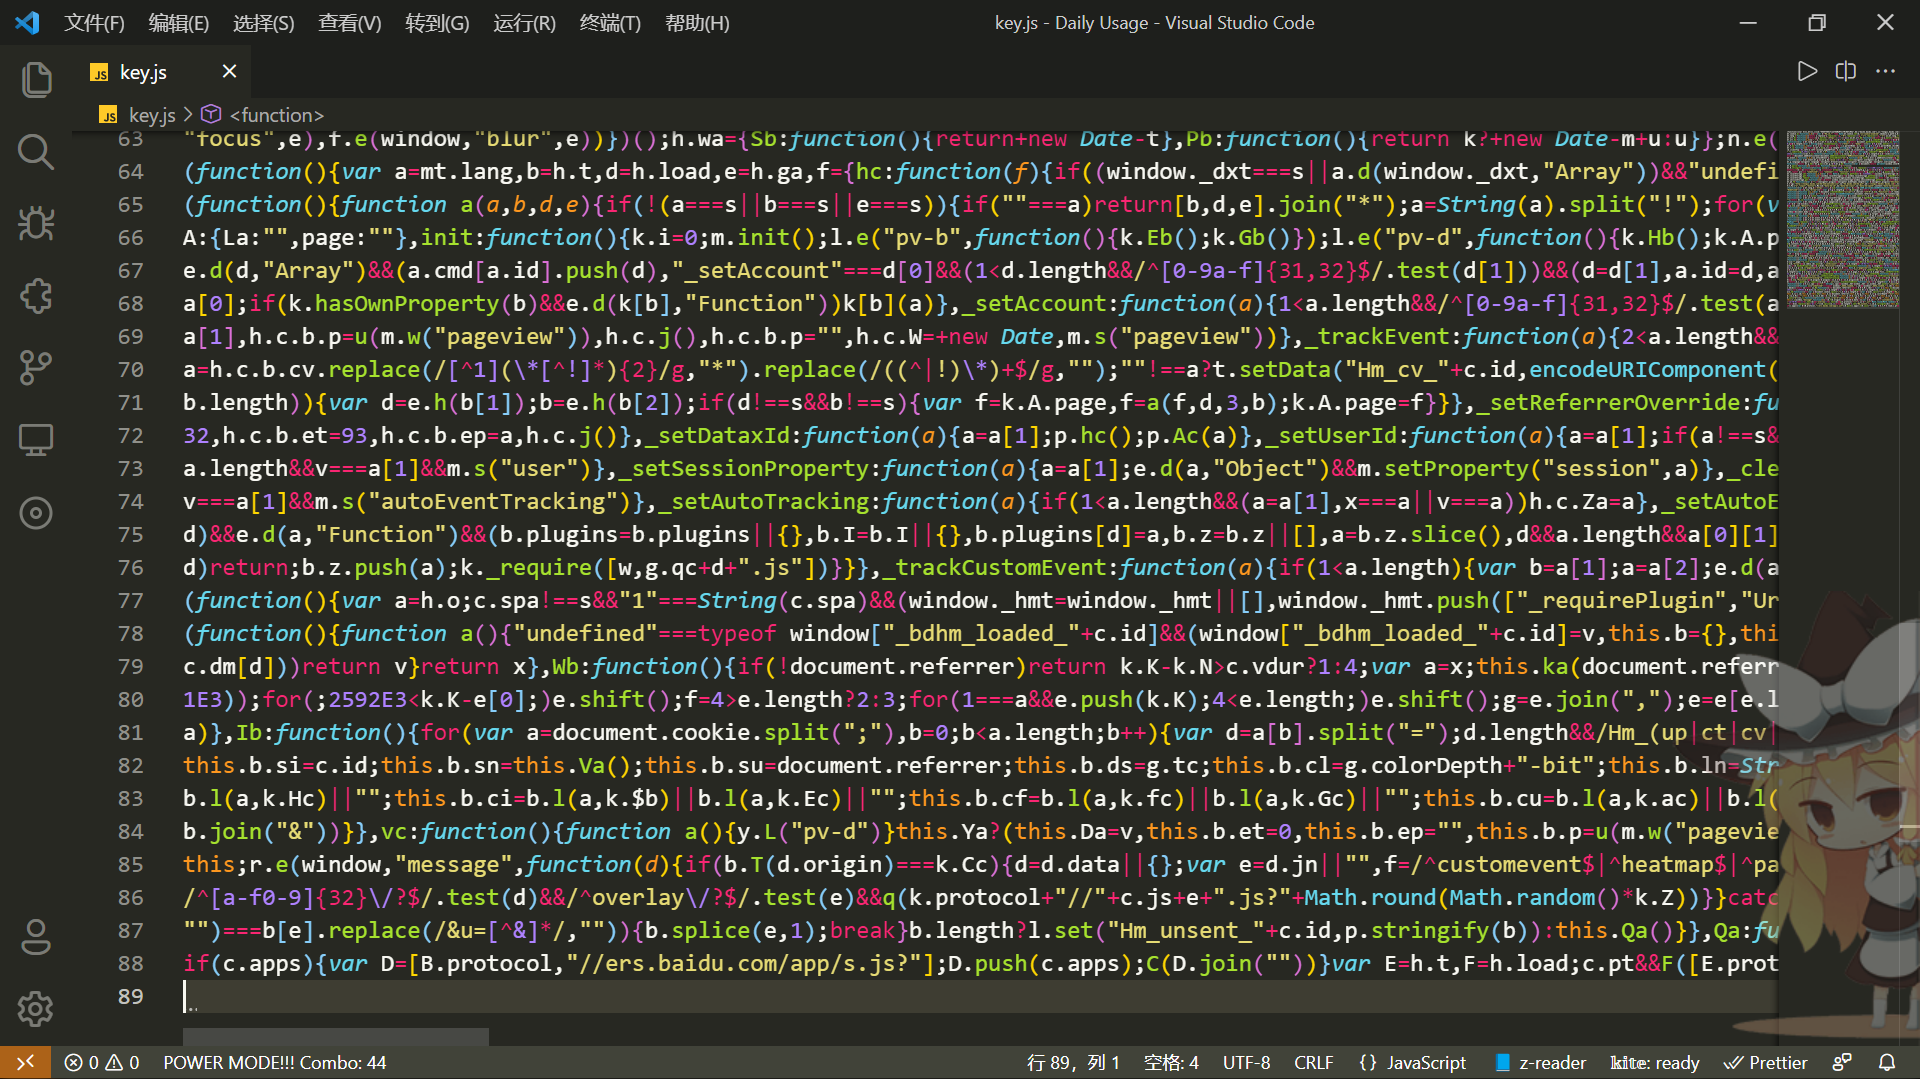 文件(F) 编辑(E) 选择(S) 查看(V) 转到(G) 运行(R) 终端(T) 帮助(H) key.js - Daily Usage - Visual Studio Code
JS key.js
JS key.js > <function>
63 "focus",e),f.e(window,"blur",e))})();h.wa={Sb:function(){return+new Date-t},Pb:function(){return k?+new Date-m+u:u}};n.e(
64 (function(){var a=mt.lang,b=h.t,d=h.load,e=h.ga,f={hc:function(f){if((window._dxt===s||a.d(window._dxt,"Array"))&&"undefi
65 (function(){function a(a,b,d,e){if(!(a===s||b===s||e===s)){if(""===a)return[b,d,e].join("*");a=String(a).split("!");for(v
66 A:{La:"",page:""},init:function(){k.i=0;m.init();l.e("pv-b",function(){k.Eb();k.Gb()});l.e("pv-d",function(){k.Hb();k.A.p
67 e.d(d,"Array")&&(a.cmd[a.id].push(d),"_setAccount"===d[0]&&(1<d.length&&/^[0-9a-f]{31,32}$/.test(d[1]))&&(d=d[1],a.id=d,a
68 a[0];if(k.hasOwnProperty(b)&&e.d(k[b],"Function"))k[b](a)},_setAccount:function(a){1<a.length&&/^[0-9a-f]{31,32}$/.test(a
69 a[1],h.c.b.p=u(m.w("pageview")),h.c.j(),h.c.b.p="",h.c.W=+new Date,m.s("pageview"))},_trackEvent:function(a){2<a.length&&
70 a=h.c.b.cv.replace(/[^1](\*[^!]*){2}/g,"*").replace(/((^|!)\*)+$/g,"");""!==a?t.setData("Hm_cv_"+c.id,encodeURIComponent(
71 b.length)){var d=e.h(b[1]);b=e.h(b[2]);if(d!==s&&b!==s){var f=k.A.page,f=a(f,d,3,b);k.A.page=f}}},_setReferrerOverride:fu
72 32,h.c.b.et=93,h.c.b.ep=a,h.c.j()},_setDataxId:function(a){a=a[1];p.hc();p.Ac(a)},_setUserId:function(a){a=a[1];if(a!==s&
73 a.length&&v===a[1]&&m.s("user")},_setSessionProperty:function(a){a=a[1];e.d(a,"Object")&&m.setProperty("session",a)},_cle
74 v===a[1]&&m.s("autoEventTracking")},_setAutoTracking:function(a){if(1<a.length&&(a=a[1],x===a||v===a))h.c.Za=a},_setAutoE
75 d)&&e.d(a,"Function")&&(b.plugins=b.plugins||{},b.I=b.I||{},b.plugins[d]=a,b.z=b.z||[],a=b.z.slice(),d&&a.length&&a[0][1]
76 d)return;b.z.push(a);k._require([w,g.qc+d+".js"])}}},_trackCustomEvent:function(a){if(1<a.length){var b=a[1];a=a[2];e.d(a
77 (function(){var a=h.o;c.spa!==s&&"1"===String(c.spa)&&(window._hmt=window._hmt||[],window._hmt.push(["_requirePlugin","Ur
78 (function(){function a(){"undefined"===typeof window["_bdhm_loaded_"+c.id]&&(window["_bdhm_loaded_"+c.id]=v,this.b={},thi
79 c.dm[d]))return v}return x},Wb:function(){if(!document.referrer)return k.K-k.N>c.vdur?1:4;var a=x;this.ka(document.referr
80 1E3));for(;2592E3<k.K-e[0];)e.shift();f=4>e.length?2:3;for(1===a&&e.push(k.K);4<e.length;)e.shift();g=e.join(",");e=e[e.l
81 a)},Ib:function(){for(var a=document.cookie.split(";"),b=0;b<a.length;b++){var d=a[b].split("=");d.length&&/Hm_(up|ct|cv|
82 this.b.si=c.id;this.b.sn=this.Va();this.b.su=document.referrer;this.b.ds=g.tc;this.b.cl=g.colorDepth+"-bit";this.b.ln=Str
83 b.l(a,k.Hc)||"";this.b.ci=b.l(a,k.$b)||b.l(a,k.Ec)||"";this.b.cf=b.l(a,k.fc)||b.l(a,k.Gc)||"";this.b.cu=b.l(a,k.ac)||b.l(
84 b.join("&"))}},vc:function(){function a(){y.L("pv-d")}this.Ya?(this.Da=v,this.b.et=0,this.b.ep="",this.b.p=u(m.w("pagevie
85 this;r.e(window,"message",function(d){if(b.T(d.origin)===k.Cc){d=d.data||{};var e=d.jn||"",f=/^customevent$|^heatmap$|^pa
86 /^[a-f0-9]{32}\/?$/.test(d)&&/^overlay\/?$/.test(e)&&q(k.protocol+"//"+c.js+e+".js?"+Math.round(Math.random()*k.Z))}}catc
87 "")===b[e].replace(/&u=[^&]*/,"")){b.splice(e,1);break}b.length?l.set("Hm_unsent_"+c.id,p.stringify(b)):this.Qa()}},Qa:fu
88 if(c.apps){var D=[B.protocol,"//ers.baidu.com/app/s.js?"];D.push(c.apps);C(D.join(""))}var E=h.t,F=h.load;c.pt&&F([E.prot
89
0 0 POWER MODE!!! Combo: 44 行 89，列 1 空格: 4 UTF-8 CRLF {} JavaScript z-reader kite: ready Prettier